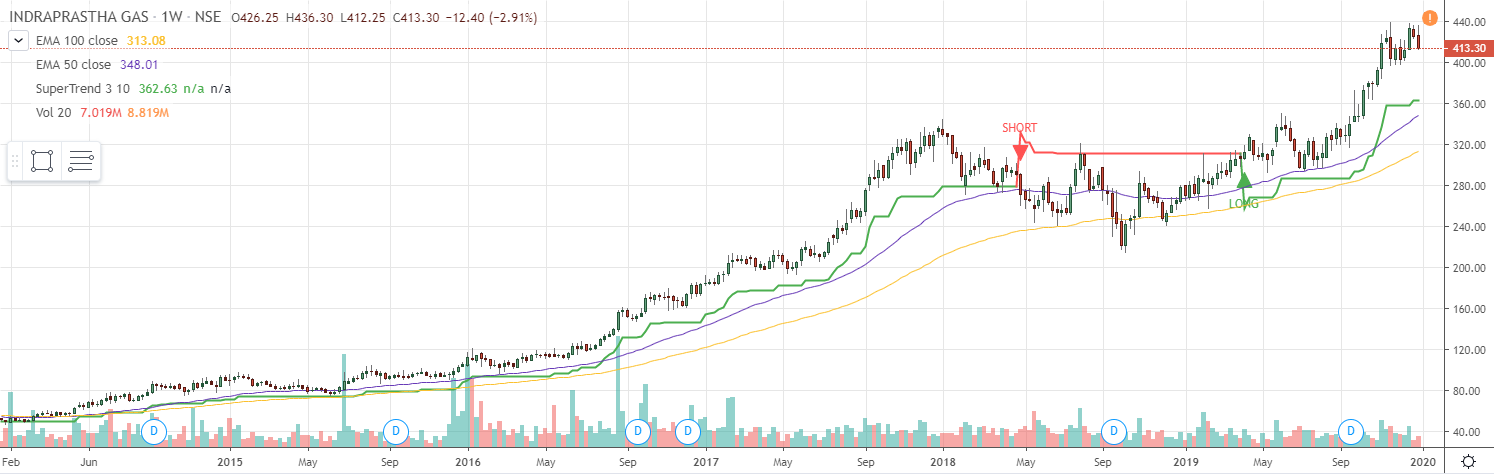 INDRAPRASTHA GAS · 1W · NSE O426.25 H436.30 L412.25 C413.30 −12.40 (−2.91%)
EMA 100 close 313.08
EMA 50 close 348.01
SuperTrend 3 10 362.63 n/a n/a
Vol 20 7.019M 8.819M
!
440.00
413.30
400.00
360.00
320.00
280.00
240.00
200.00
160.00
120.00
80.00
40.00
SHORT
LONG
D D D D D D
Feb Jun 2015 May Sep 2016 May Sep 2017 May Sep 2018 May Sep 2019 May Sep 2020